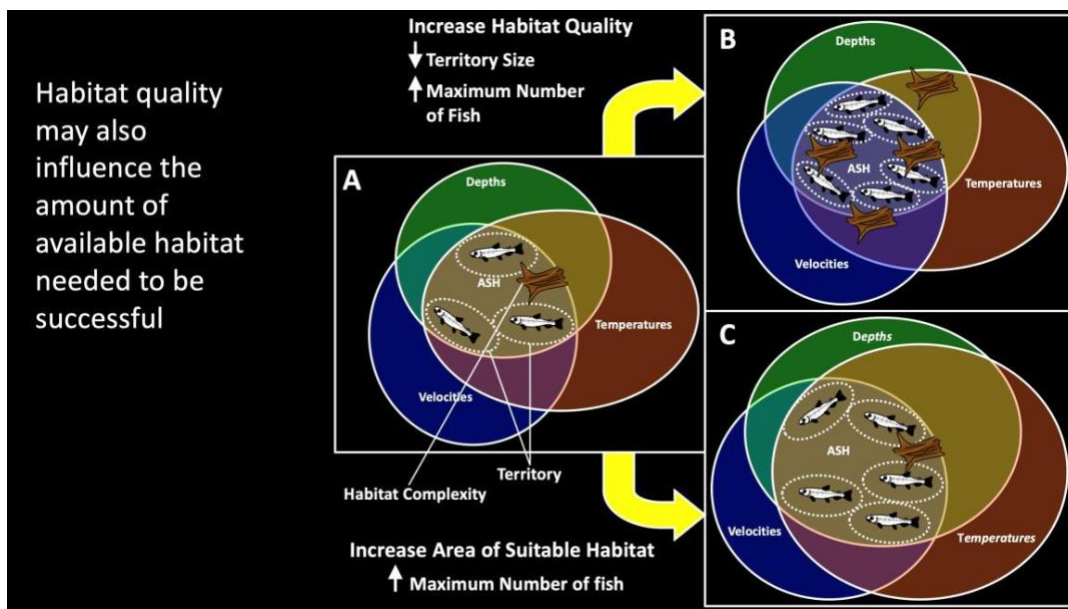 Habitat quality
may also
influence the
amount of
available habitat
needed to be
successful
Increase Habitat Quality
Territory Size
Maximum Number
of Fish
A
Depths
ASH
Temperatures
Velocities
Territory
Habitat Complexity
Increase Area of Suitable Habitat
Maximum Number of fish
B
Depths
ASH
Temperatures
Velocities
C
Depths
ASH
Velocities
Temperatures